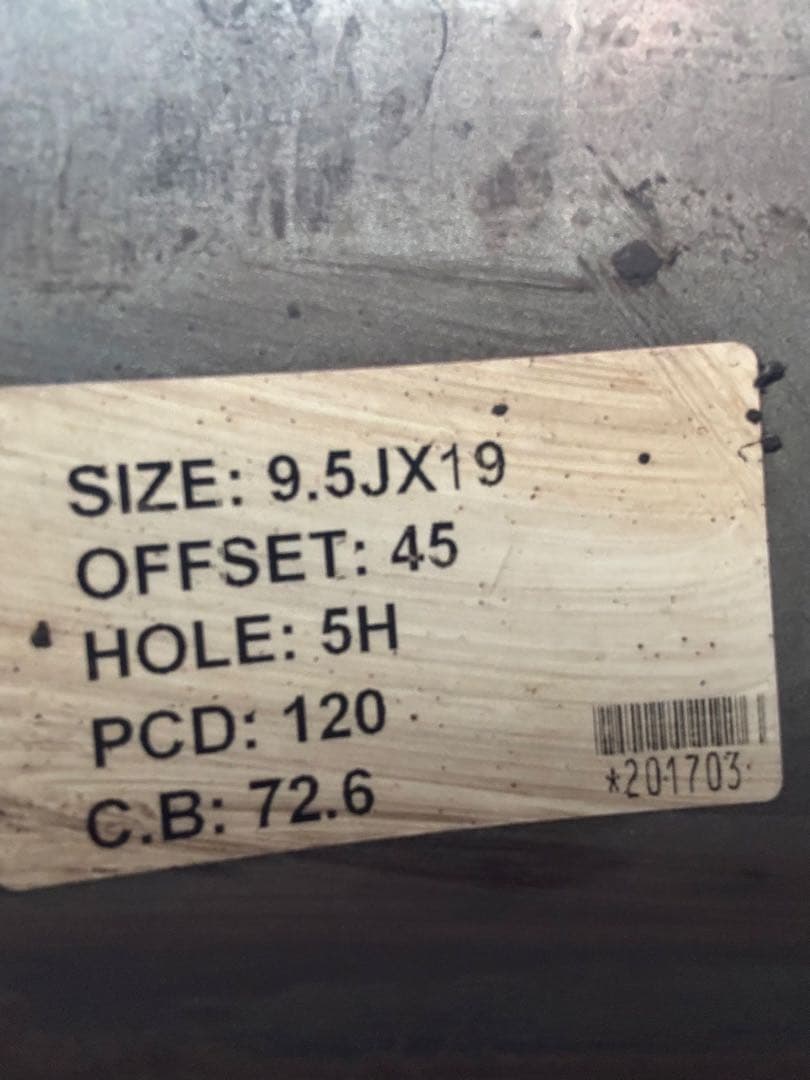 SIZE: 9.5JX19
OFFSET: 45
HOLE: 5H
PCD: 120
C.B: 72.6
*201703